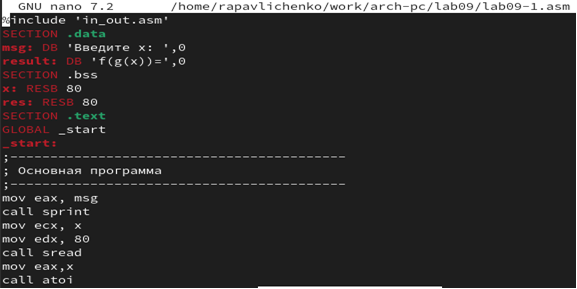 GNU nano 7.2 /home/rapavlichenko/work/arch-pc/lab09/lab09-1.asm
%include 'in_out.asm'
SECTION .data
msg: DB 'Введите x: ',0
result: DB 'f(g(x))=',0
SECTION .bss
x: RESB 80
res: RESB 80
SECTION .text
GLOBAL _start
_start:
;------------------------------------------
; Основная программа
;------------------------------------------
mov eax, msg
call sprint
mov ecx, x
mov edx, 80
call sread
mov eax,x
call atoi